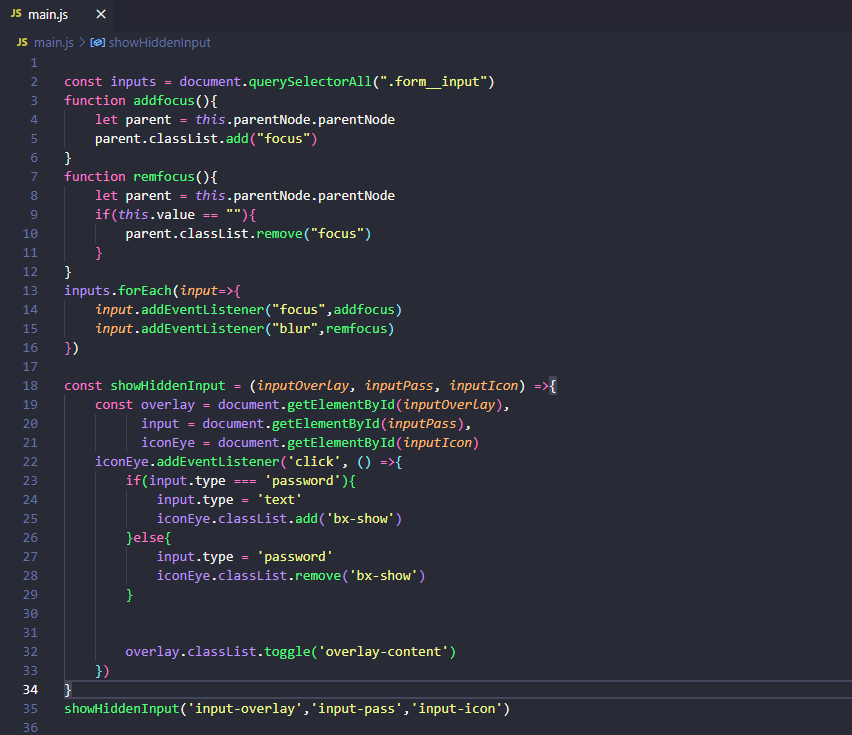 JS main.js ×
JS main.js > showHiddenInput
1
2 const inputs = document.querySelectorAll(".form__input")
3 function addfocus(){
4     let parent = this.parentNode.parentNode
5     parent.classList.add("focus")
6 }
7 function remfocus(){
8     let parent = this.parentNode.parentNode
9     if(this.value == ""){
10         parent.classList.remove("focus")
11     }
12 }
13 inputs.forEach(input=>{
14     input.addEventListener("focus",addfocus)
15     input.addEventListener("blur",remfocus)
16 })
17
18 const showHiddenInput = (inputOverlay, inputPass, inputIcon) =>{
19     const overlay = document.getElementById(inputOverlay),
20           input = document.getElementById(inputPass),
21           iconEye = document.getElementById(inputIcon)
22     iconEye.addEventListener('click', () =>{
23         if(input.type === 'password'){
24             input.type = 'text'
25             iconEye.classList.add('bx-show')
26         }else{
27             input.type = 'password'
28             iconEye.classList.remove('bx-show')
29         }
30
31
32         overlay.classList.toggle('overlay-content')
33     })
34 }
35 showHiddenInput('input-overlay','input-pass','input-icon')
36